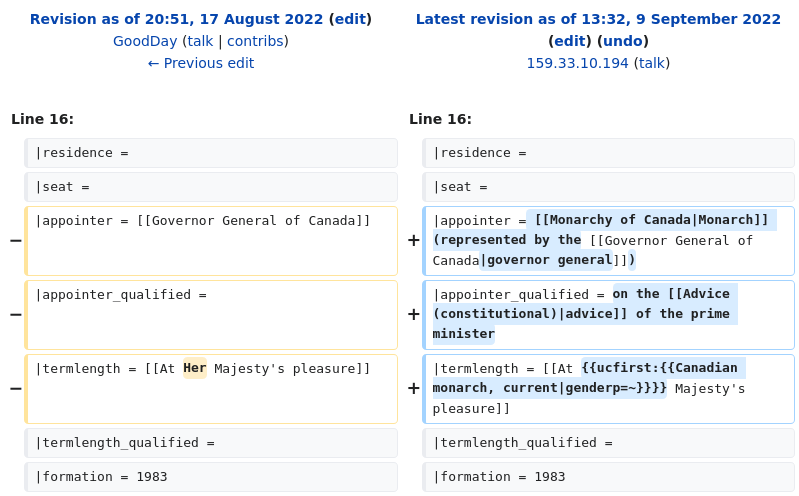 Revision as of 20:51, 17 August 2022 (edit)
GoodDay (talk | contribs)
← Previous edit
Latest revision as of 13:32, 9 September 2022
(edit) (undo)
159.33.10.194 (talk)
Line 16:
Line 16:
|residence =
|residence =
|seat =
|seat =
− |appointer = [[Governor General of Canada]]
+ |appointer = [[Monarchy of Canada|Monarch]]
(represented by the [[Governor General of
Canada|governor general]])
− |appointer_qualified =
+ |appointer_qualified = on the [[Advice
(constitutional)|advice]] of the prime
minister
− |termlength = [[At Her Majesty's pleasure]]
+ |termlength = [[At {{ucfirst:{{Canadian
monarch, current|genderp=~}}}} Majesty's
pleasure]]
|termlength_qualified =
|termlength_qualified =
|formation = 1983
|formation = 1983